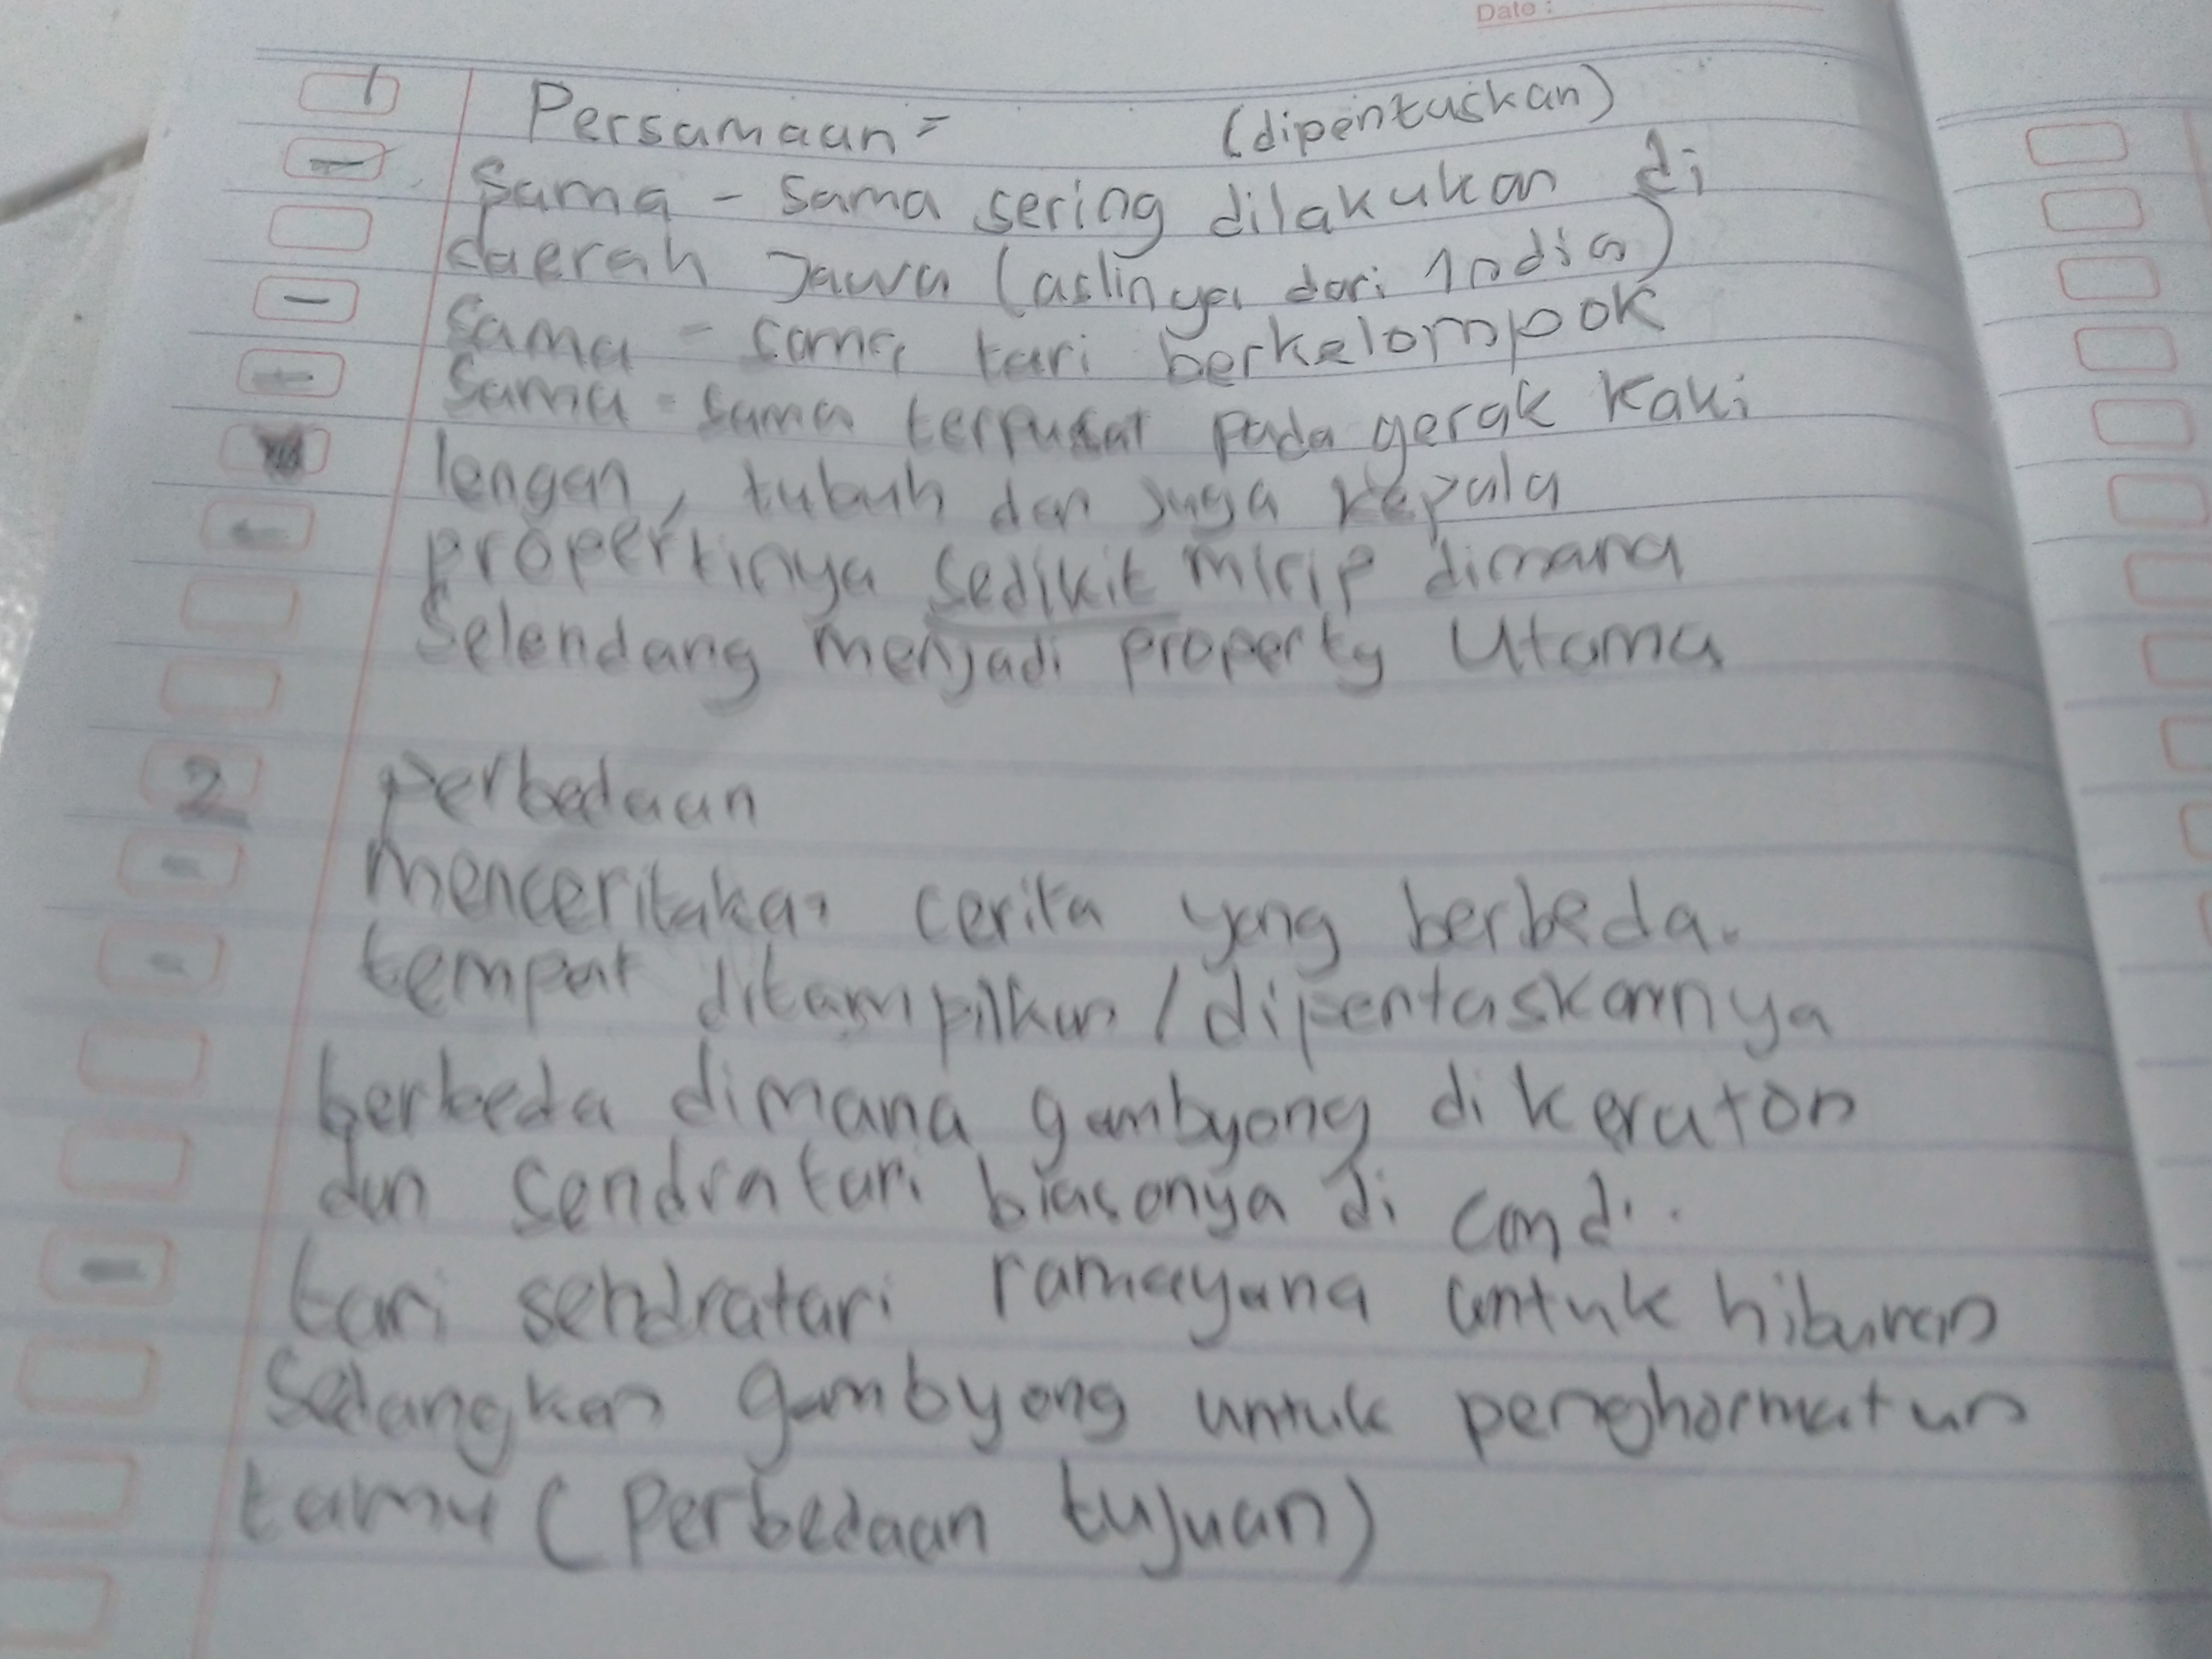 Date :
1 Persamaan = (dipentaskan)
- Sama - sama sering dilakukan di
daerah Jawa (aslinya dari India)
- Sama - sama tari berkelompok
- Sama - sama terpusat pada gerak kaki
lengan, tubuh dan juga kepala
- propertinya sedikit mirip dimana
Selendang menjadi property utama
2 perbedaan
- menceritakan cerita yang berbeda.
- tempat ditampilkan / dipentaskannya
berbeda dimana gambyong di keraton
dan sendratari biasanya di candi.
- tari sendratari ramayana untuk hiburan
Sedangkan gambyong untuk penghormatan
tamu (perbedaan tujuan)